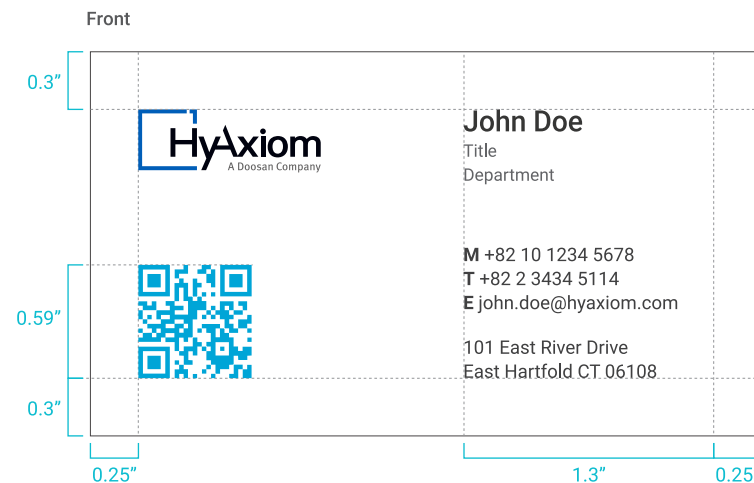 Front
0.3”
HyAxiom
A Doosan Company
John Doe
Title
Department
0.59”
M +82 10 1234 5678
T +82 2 3434 5114
E john.doe@hyaxiom.com
101 East River Drive
East Hartfold CT 06108
0.3”
0.25”
1.3”
0.25